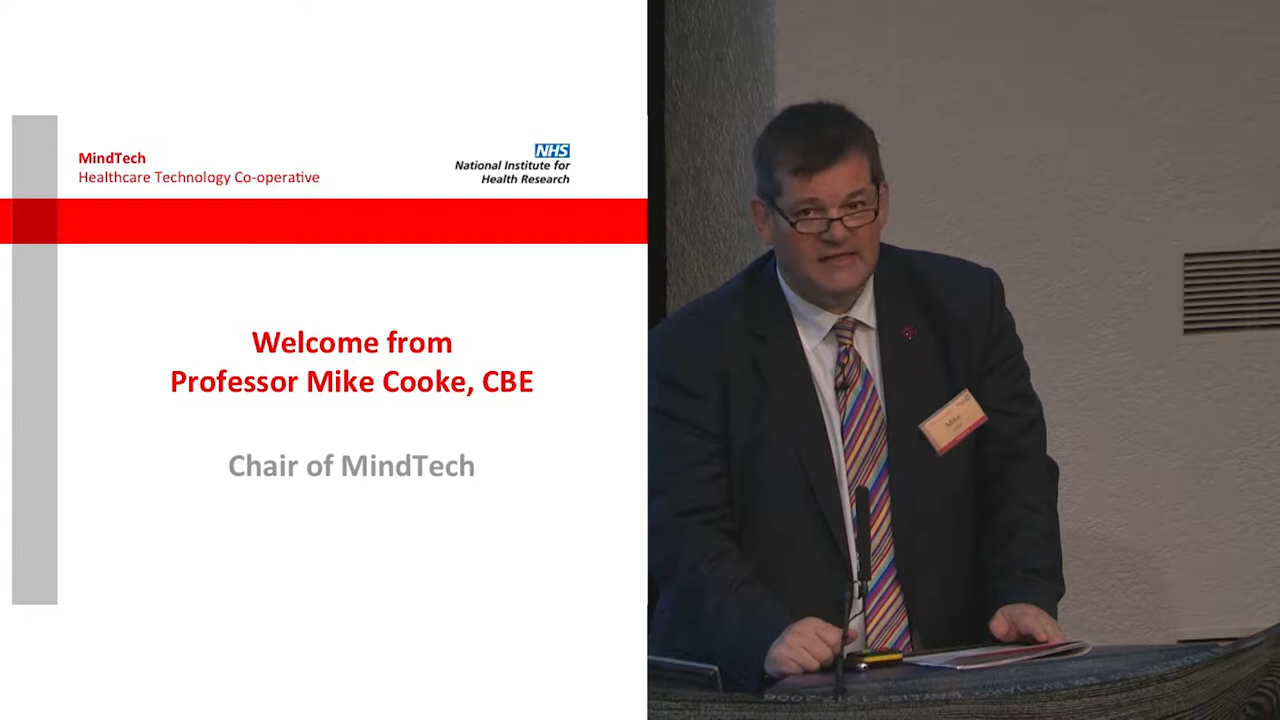 MindTech
Healthcare Technology Co-operative
NHS
National Institute for
Health Research
Welcome from
Professor Mike Cooke, CBE
Chair of MindTech
Mike